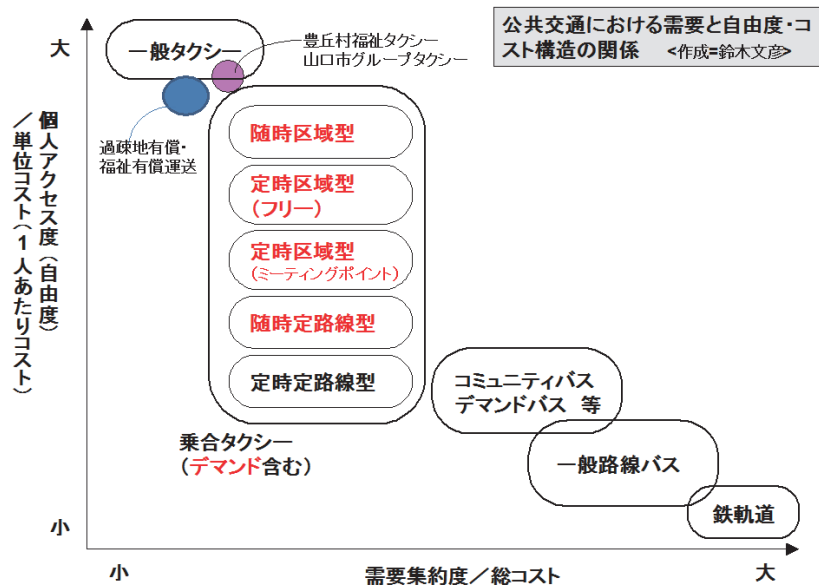 公共交通における需要と自由度・コ
スト構造の関係 <作成=鈴木文彦>
大
一般タクシー
豊丘村福祉タクシー
山口市グループタクシー
過疎地有償・
福祉有償運送
個人アクセス度(自由度)
／単位コスト(1人あたりコスト)
随時区域型
定時区域型
(フリー)
定時区域型
(ミーティングポイント)
随時定路線型
定時定路線型
乗合タクシー
(デマンド含む)
コミュニティバス
デマンドバス 等
一般路線バス
鉄軌道
小
小
需要集約度／総コスト
大